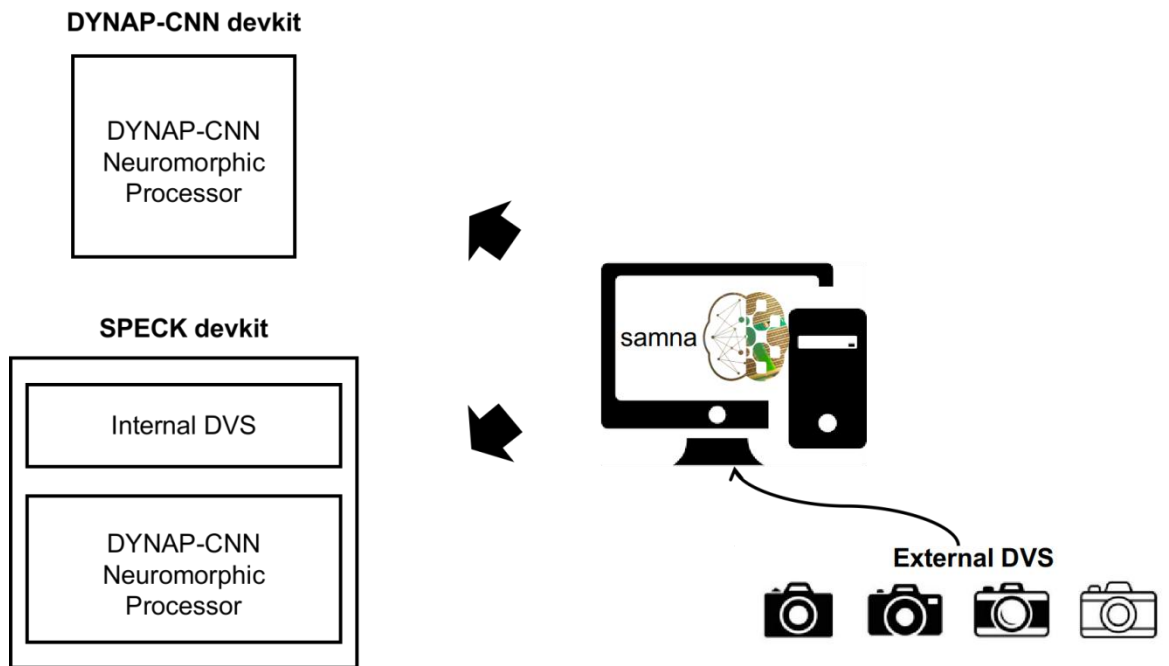 DYNAP-CNN devkit
DYNAP-CNN
Neuromorphic
Processor
SPECK devkit
Internal DVS
DYNAP-CNN
Neuromorphic
Processor
samna
External DVS